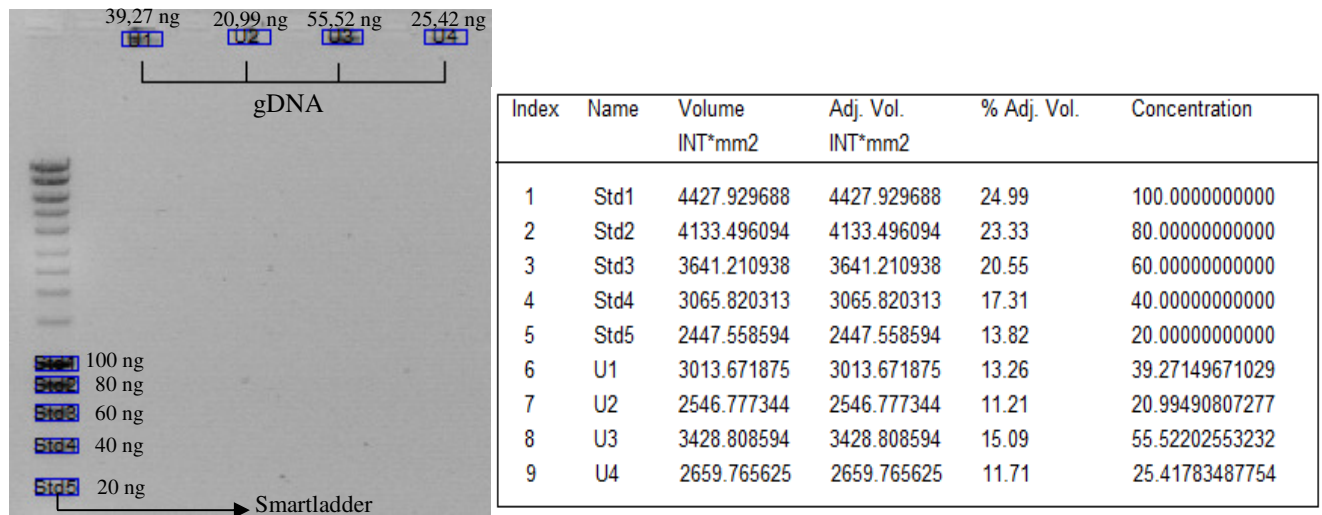 39,27 ng 20,99 ng 55,52 ng 25,42 ng
U1 U2 U3 U4
gDNA
Std1 100 ng
Std2 80 ng
Std3 60 ng
Std4 40 ng
Std5 20 ng
Smartladder
Index Name Volume Adj. Vol. % Adj. Vol. Concentration
INT*mm2 INT*mm2
1 Std1 4427.929688 4427.929688 24.99 100.0000000000
2 Std2 4133.496094 4133.496094 23.33 80.00000000000
3 Std3 3641.210938 3641.210938 20.55 60.00000000000
4 Std4 3065.820313 3065.820313 17.31 40.00000000000
5 Std5 2447.558594 2447.558594 13.82 20.00000000000
6 U1 3013.671875 3013.671875 13.26 39.27149671029
7 U2 2546.777344 2546.777344 11.21 20.99490807277
8 U3 3428.808594 3428.808594 15.09 55.52202553232
9 U4 2659.765625 2659.765625 11.71 25.41783487754